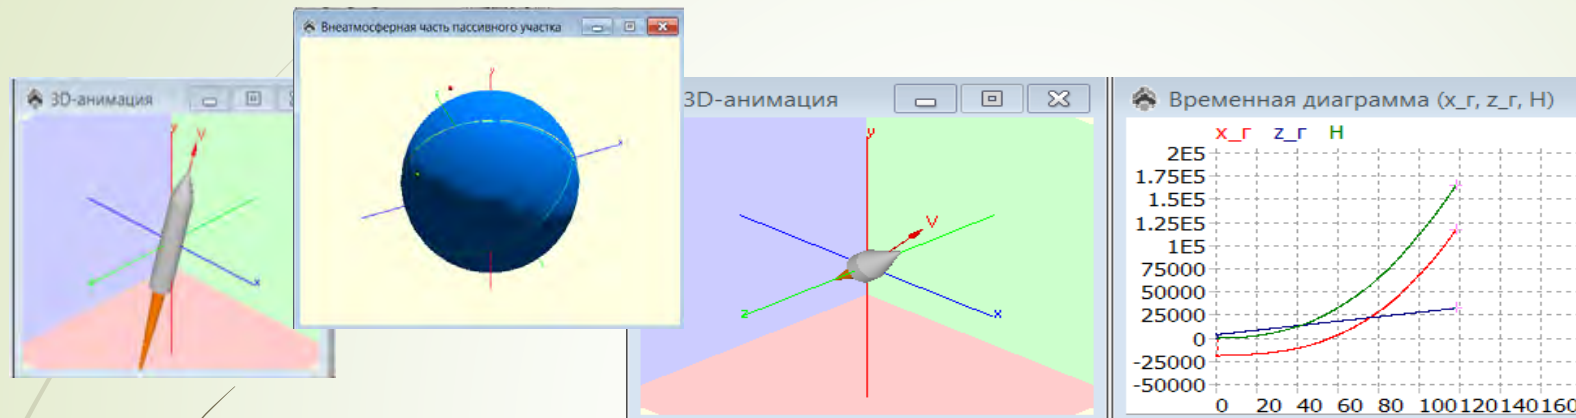 Внеатмосферная часть пассивного участка
3D-анимация
y
V
z
x
y
x
3D-анимация
y
V
z
x
Временная диаграмма (x_г, z_г, H)
x_г z_г H
2E5
1.75E5
1.5E5
1.25E5
1E5
75000
50000
25000
0
-25000
-50000
0 20 40 60 80 100 120 140 160